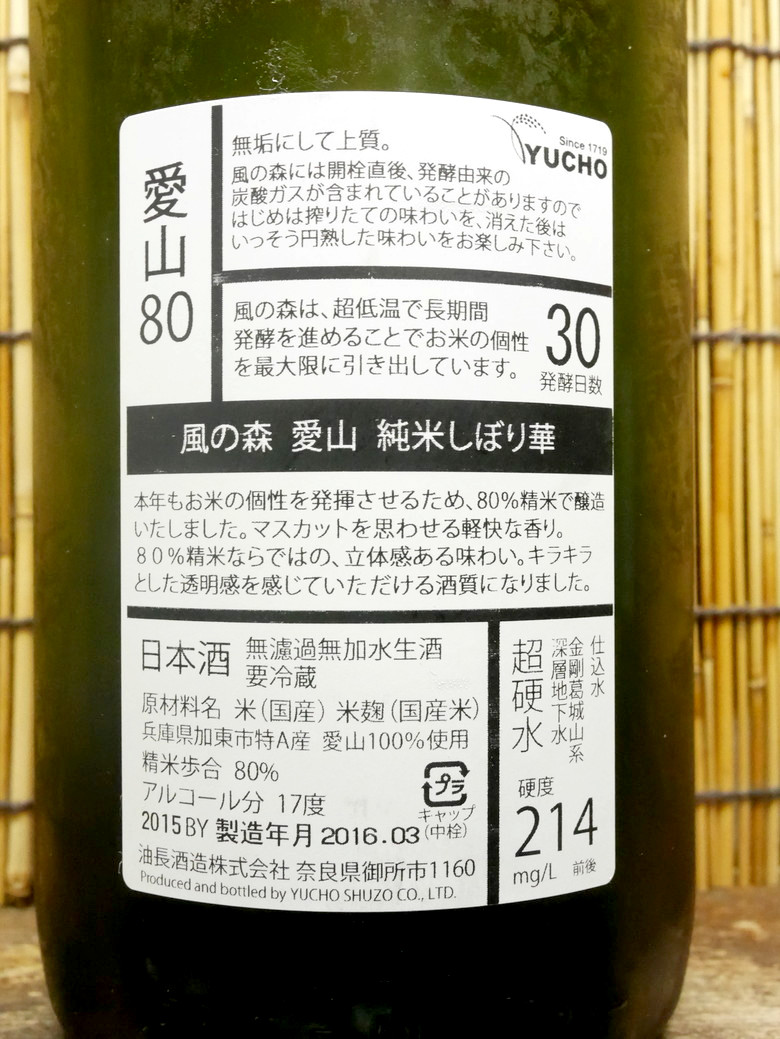 Since 1719
YUCHO
愛山80
無垢にして上質。
風の森には開栓直後、発酵由来の
炭酸ガスが含まれていることがありますので
はじめは搾りたての味わいを、消えた後は
いっそう円熟した味わいをお楽しみ下さい。
風の森は、超低温で長期間
発酵を進めることでお米の個性
を最大限に引き出しています。
30
発酵日数
風の森 愛山 純米しぼり華
本年もお米の個性を発揮させるため、80%精米で醸造
いたしました。マスカットを思わせる軽快な香り。
80%精米ならではの、立体感ある味わい。キラキラ
とした透明感を感じていただける酒質になりました。
日本酒
無濾過無加水生酒
要冷蔵
原材料名 米(国産) 米麹(国産米)
兵庫県加東市特A産 愛山100%使用
精米歩合 80%
アルコール分 17度
プラ
キャップ
(中栓)
2015BY 製造年月 2016.03
油長酒造株式会社 奈良県御所市1160
Produced and bottled by YUCHO SHUZO CO., LTD.
仕込水
金剛葛城山系
深層地下水
超硬水
硬度
214
mg/L 前後